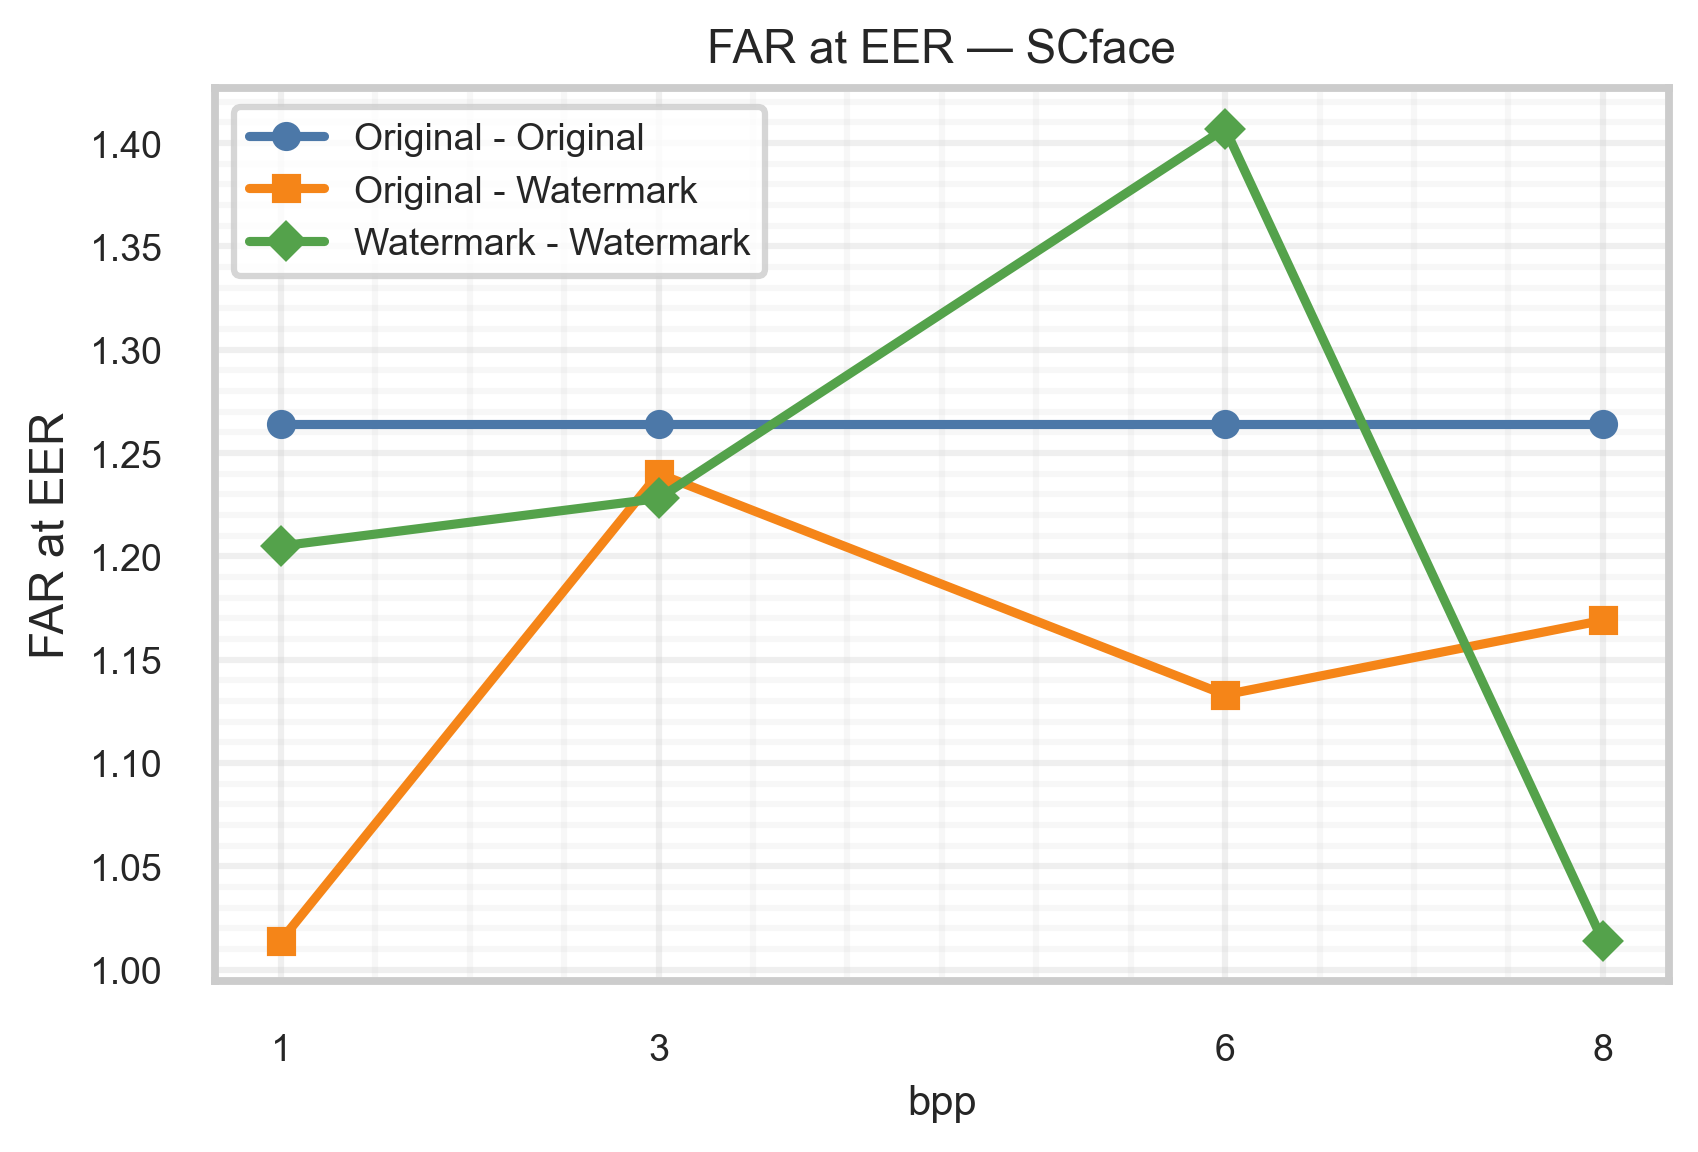 FAR at EER — SCface
Original - Original
Original - Watermark
Watermark - Watermark
FAR at EER
1.40
1.35
1.30
1.25
1.20
1.15
1.10
1.05
1.00
1 3 6 8
bpp